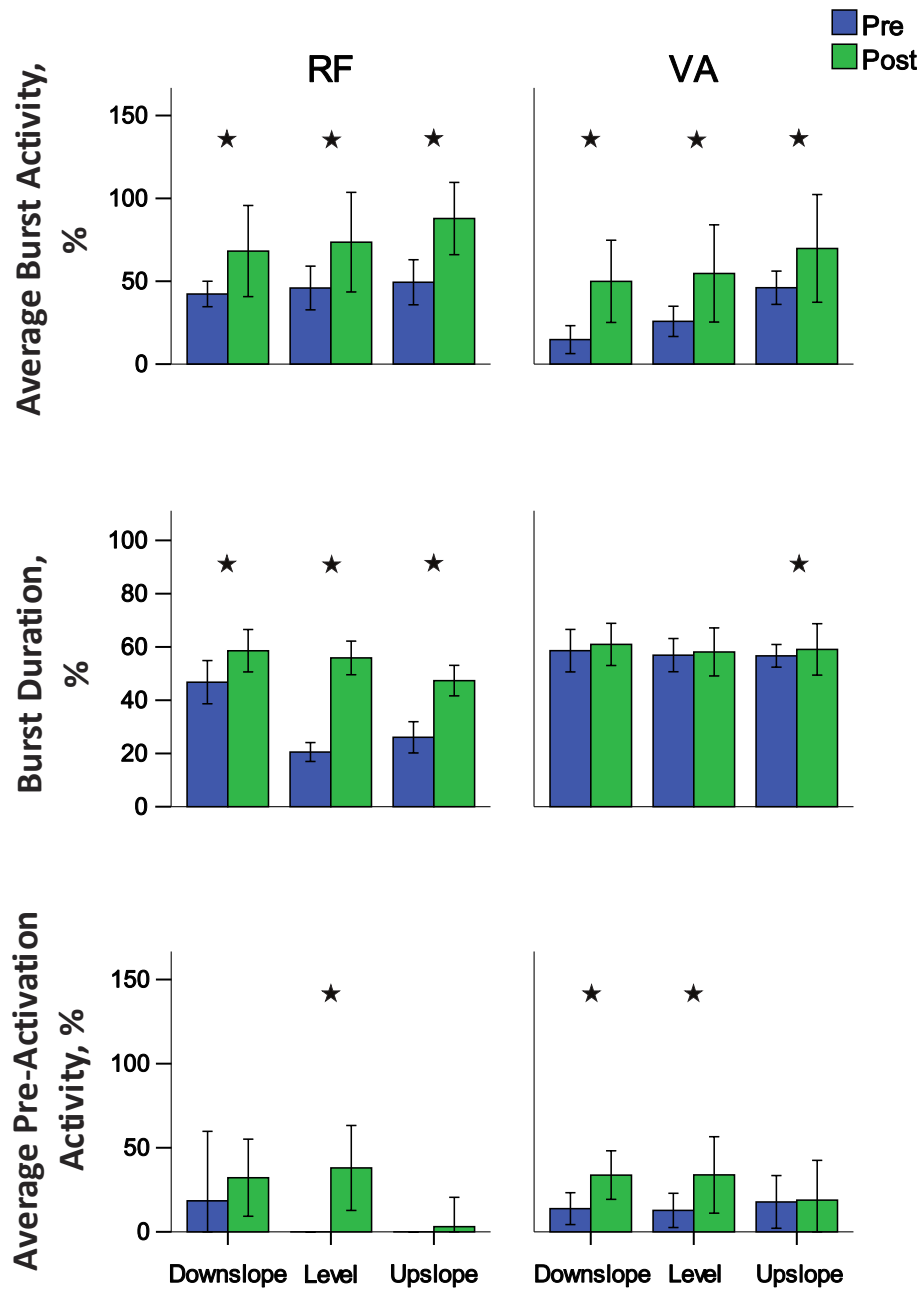 Pre
Post
RF
VA
Average Burst Activity,
%
150
100
50
0
Burst Duration,
%
100
80
60
40
20
0
Average Pre-Activation
Activity, %
150
100
50
0
Downslope Level Upslope
Downslope Level Upslope